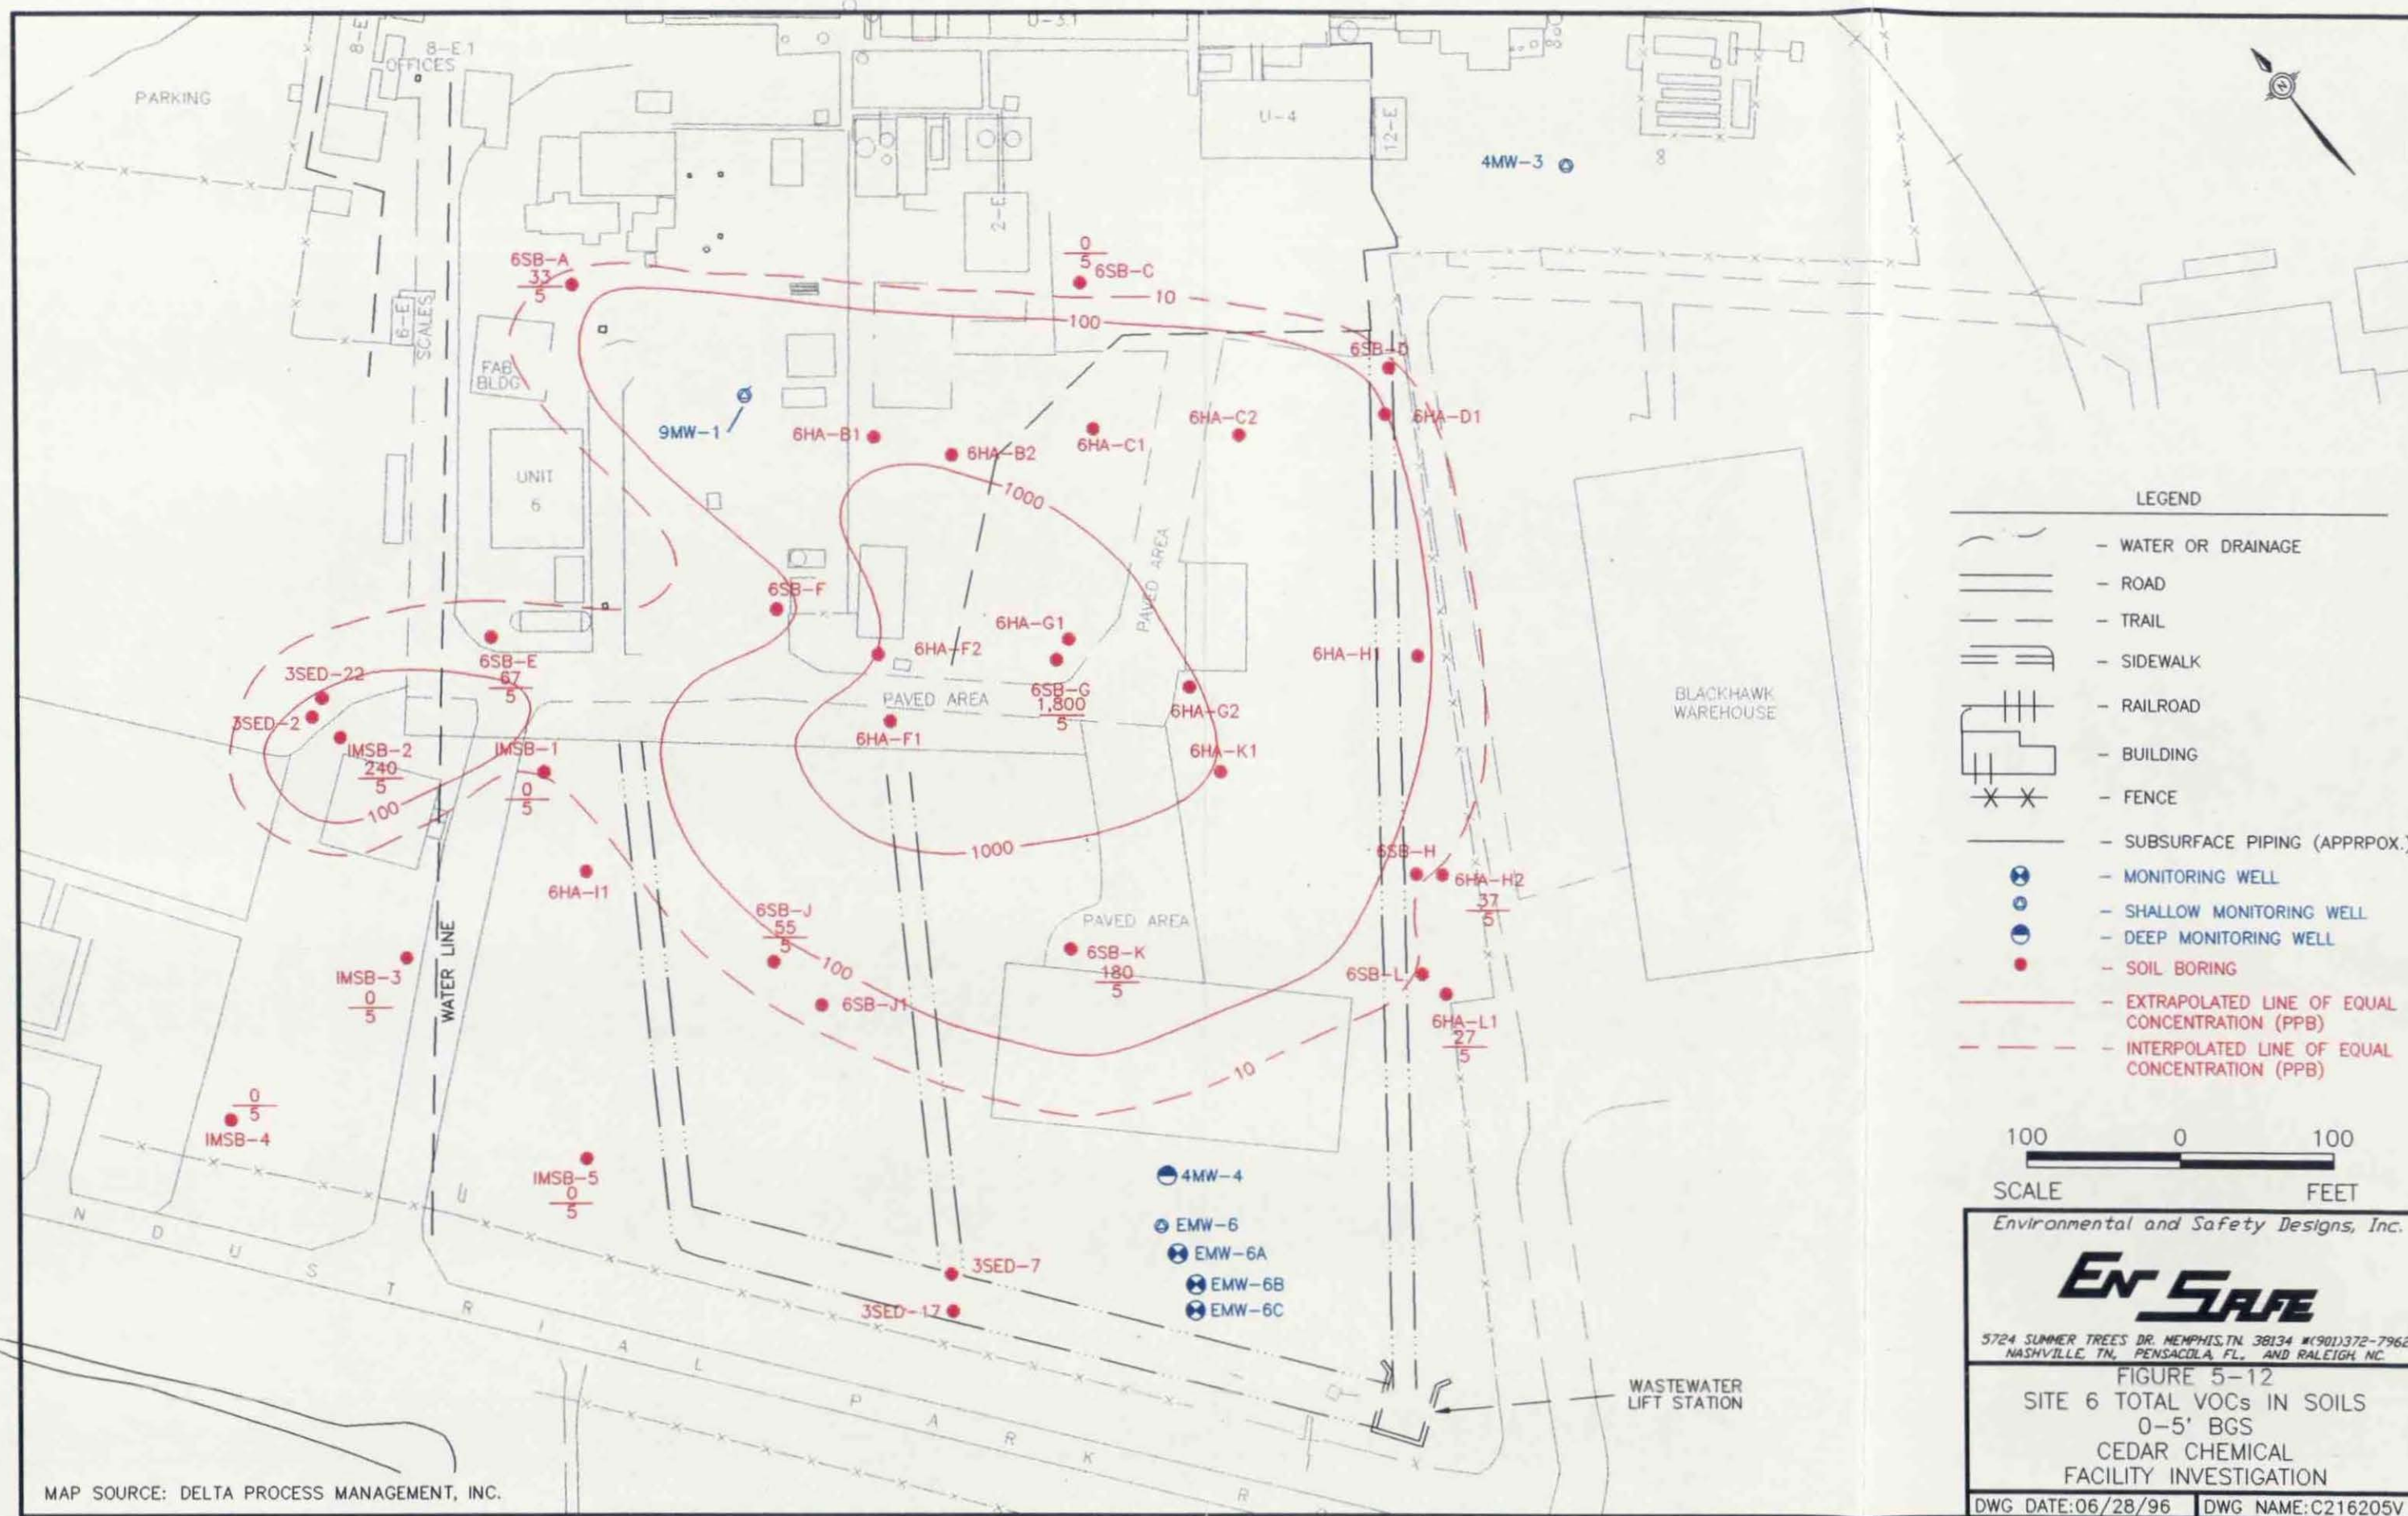 8-E
8-E.1
OFFICES
PARKING
U-3.1
U-4
12-E
8
4MW-3
N
2-E
6SB-A
33
5
0
5
6SB-C
10
100
6-E
SCALES
FAB
BLDG
6SB-D
9MW-1
6HA-B1
6HA-B2
6HA-C1
6HA-C2
6HA-D1
UNIT
6
1000
PAVED AREA
6SB-F
6HA-G1
6HA-F2
6HA-H1
6SB-E
67
5
3SED-22
3SED-2
IMSB-2
240
5
100
IMSB-1
0
5
PAVED AREA
6SB-G
1,800
5
6HA-G2
6HA-F1
6HA-K1
BLACKHAWK
WAREHOUSE
1000
6SB-H
6HA-H2
37
5
6HA-I1
6SB-J
55
5
100
PAVED AREA
6SB-K
180
5
6SB-L
IMSB-3
0
5
WATER LINE
6SB-J1
6HA-L1
27
5
10
0
5
IMSB-4
IMSB-5
0
5
4MW-4
EMW-6
EMW-6A
EMW-6B
EMW-6C
3SED-7
3SED-17
NDUSTRIAL PARK R
WASTEWATER
LIFT STATION
MAP SOURCE: DELTA PROCESS MANAGEMENT, INC.
LEGEND
- WATER OR DRAINAGE
- ROAD
- TRAIL
- SIDEWALK
- RAILROAD
- BUILDING
- FENCE
- SUBSURFACE PIPING (APPRPOX.)
- MONITORING WELL
- SHALLOW MONITORING WELL
- DEEP MONITORING WELL
- SOIL BORING
- EXTRAPOLATED LINE OF EQUAL
CONCENTRATION (PPB)
- INTERPOLATED LINE OF EQUAL
CONCENTRATION (PPB)
100 0 100
SCALE FEET
Environmental and Safety Designs, Inc.
EN SAFE
5724 SUMMER TREES DR. MEMPHIS,TN. 38134 #(901)372-7962
NASHVILLE, TN, PENSACOLA, FL, AND RALEIGH, NC
FIGURE 5-12
SITE 6 TOTAL VOCs IN SOILS
0-5' BGS
CEDAR CHEMICAL
FACILITY INVESTIGATION
DWG DATE:06/28/96 DWG NAME:C216205V